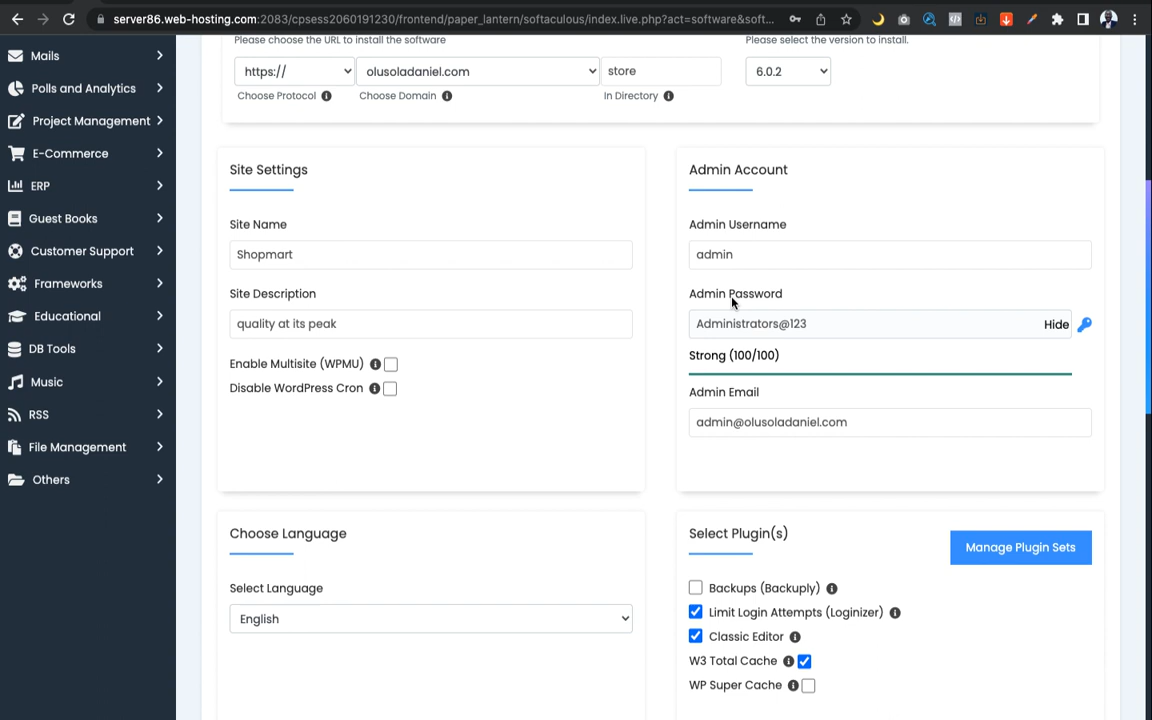 server86.web-hosting.com:2083/cpsess2060191230/frontend/paper_lantern/softaculous/index.live.php?act=software&soft...
Mails
Polls and Analytics
Project Management
E-Commerce
ERP
Guest Books
Customer Support
Frameworks
Educational
DB Tools
Music
RSS
File Management
Others
Please choose the URL to install the software
Please select the version to install.
https://
olusoladaniel.com
store
6.0.2
Choose Protocol
Choose Domain
In Directory
Site Settings
Site Name
Shopmart
Site Description
quality at its peak
Enable Multisite (WPMU)
Disable WordPress Cron
Admin Account
Admin Username
admin
Admin Password
Administrators@123
Hide
Strong (100/100)
Admin Email
admin@olusoladaniel.com
Choose Language
Select Language
English
Select Plugin(s)
Manage Plugin Sets
Backups (Backuply)
Limit Login Attempts (Loginizer)
Classic Editor
W3 Total Cache
WP Super Cache